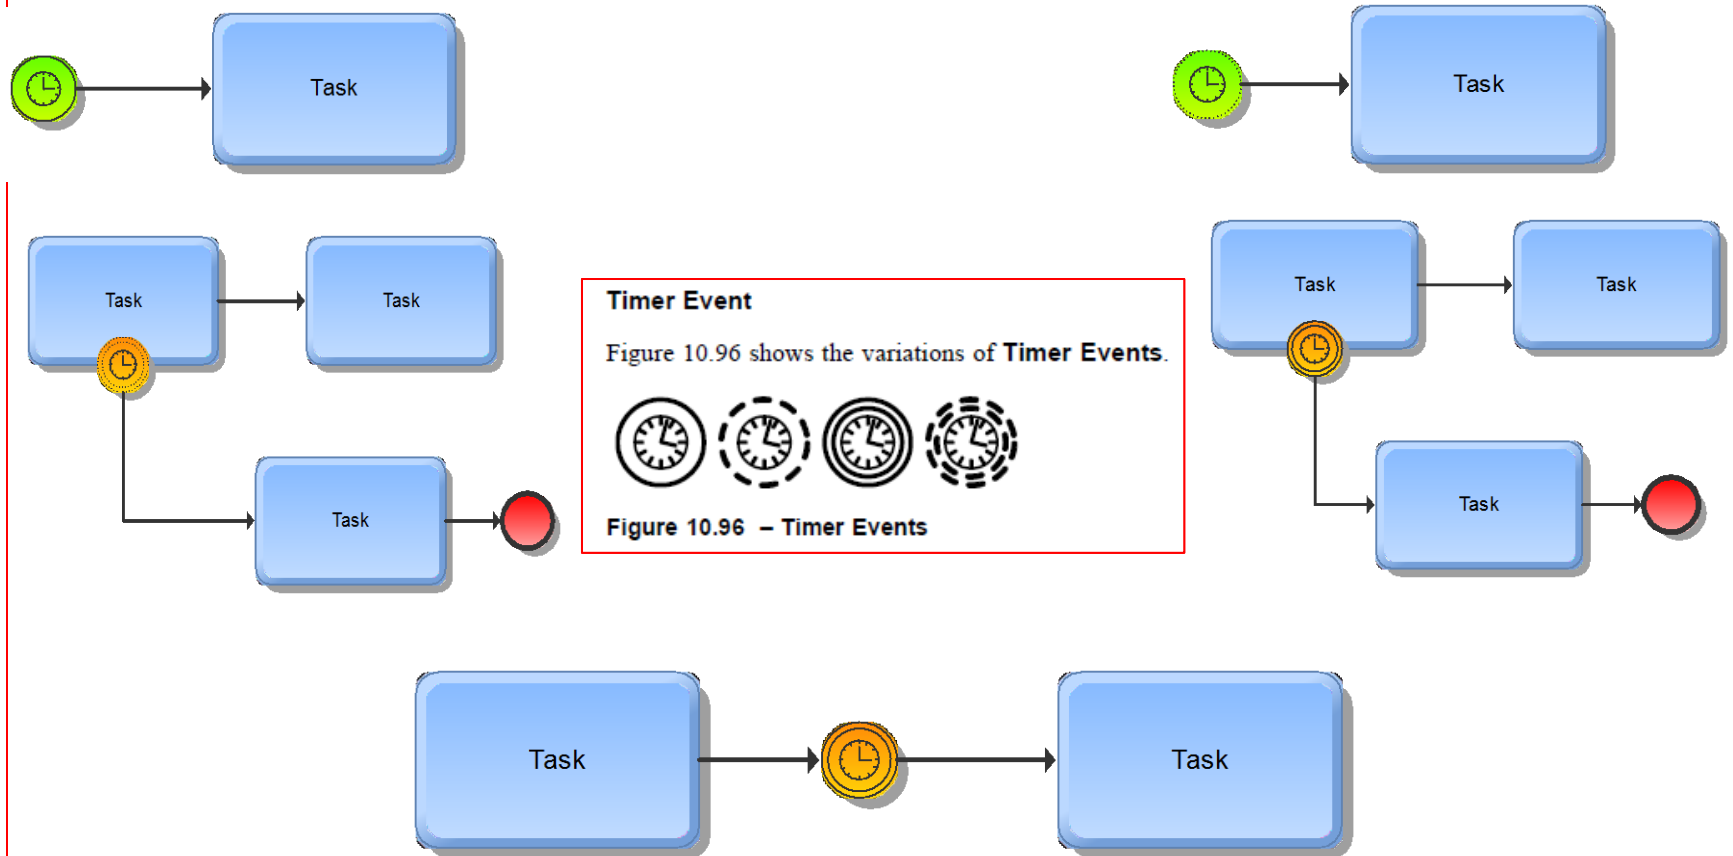 Task
Task
Task
Task
Task
Task
Timer Event
Figure 10.96 shows the variations of Timer Events.
Figure 10.96 – Timer Events
Task
Task
Task
Task